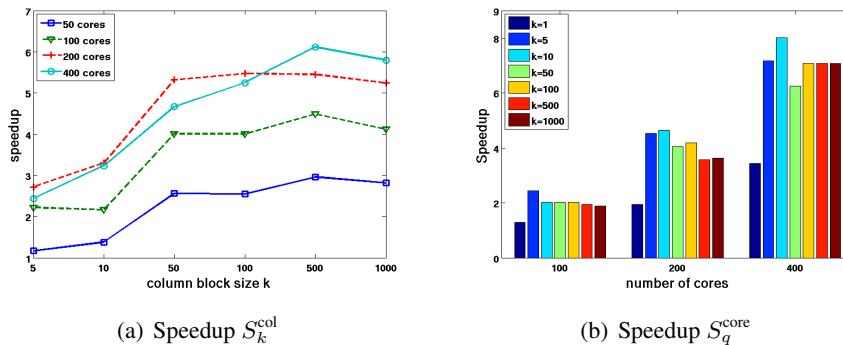 7
6
5
4
3
2
1
speedup
50 cores
100 cores
200 cores
400 cores
5
10
50
100
500
1000
column block size k
(a) Speedup S_k^col
9
8
6
4
2
0
Speedup
k=1
k=5
k=10
k=50
k=100
k=500
k=1000
100
200
400
number of cores
(b) Speedup S_q^core